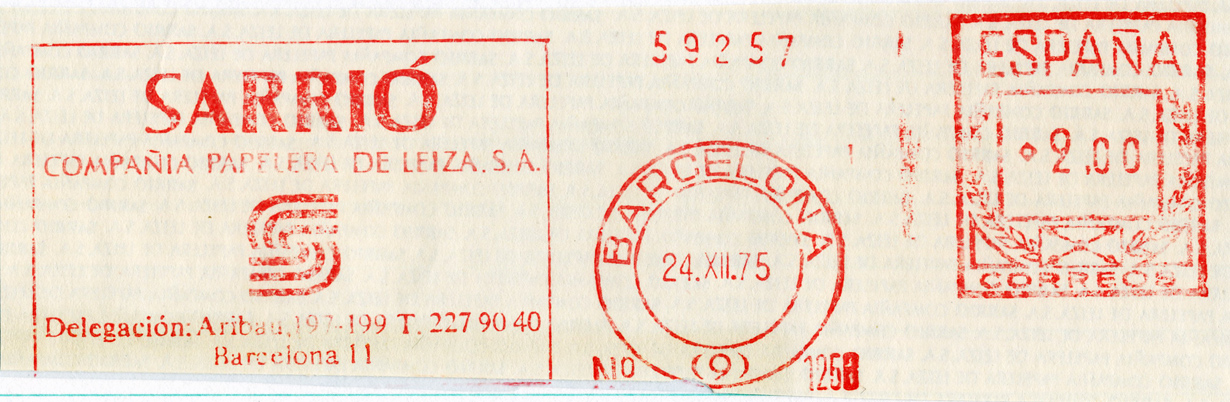 SARRIÓ
COMPAÑIA PAPELERA DE LEIZA. S.A.
Delegación: Aribau, 197-199 T. 227 90 40
Barcelona 11
59257
BARCELONA
24.XII.75
(9)
Nº
ESPAÑA
2.00
CORREOS